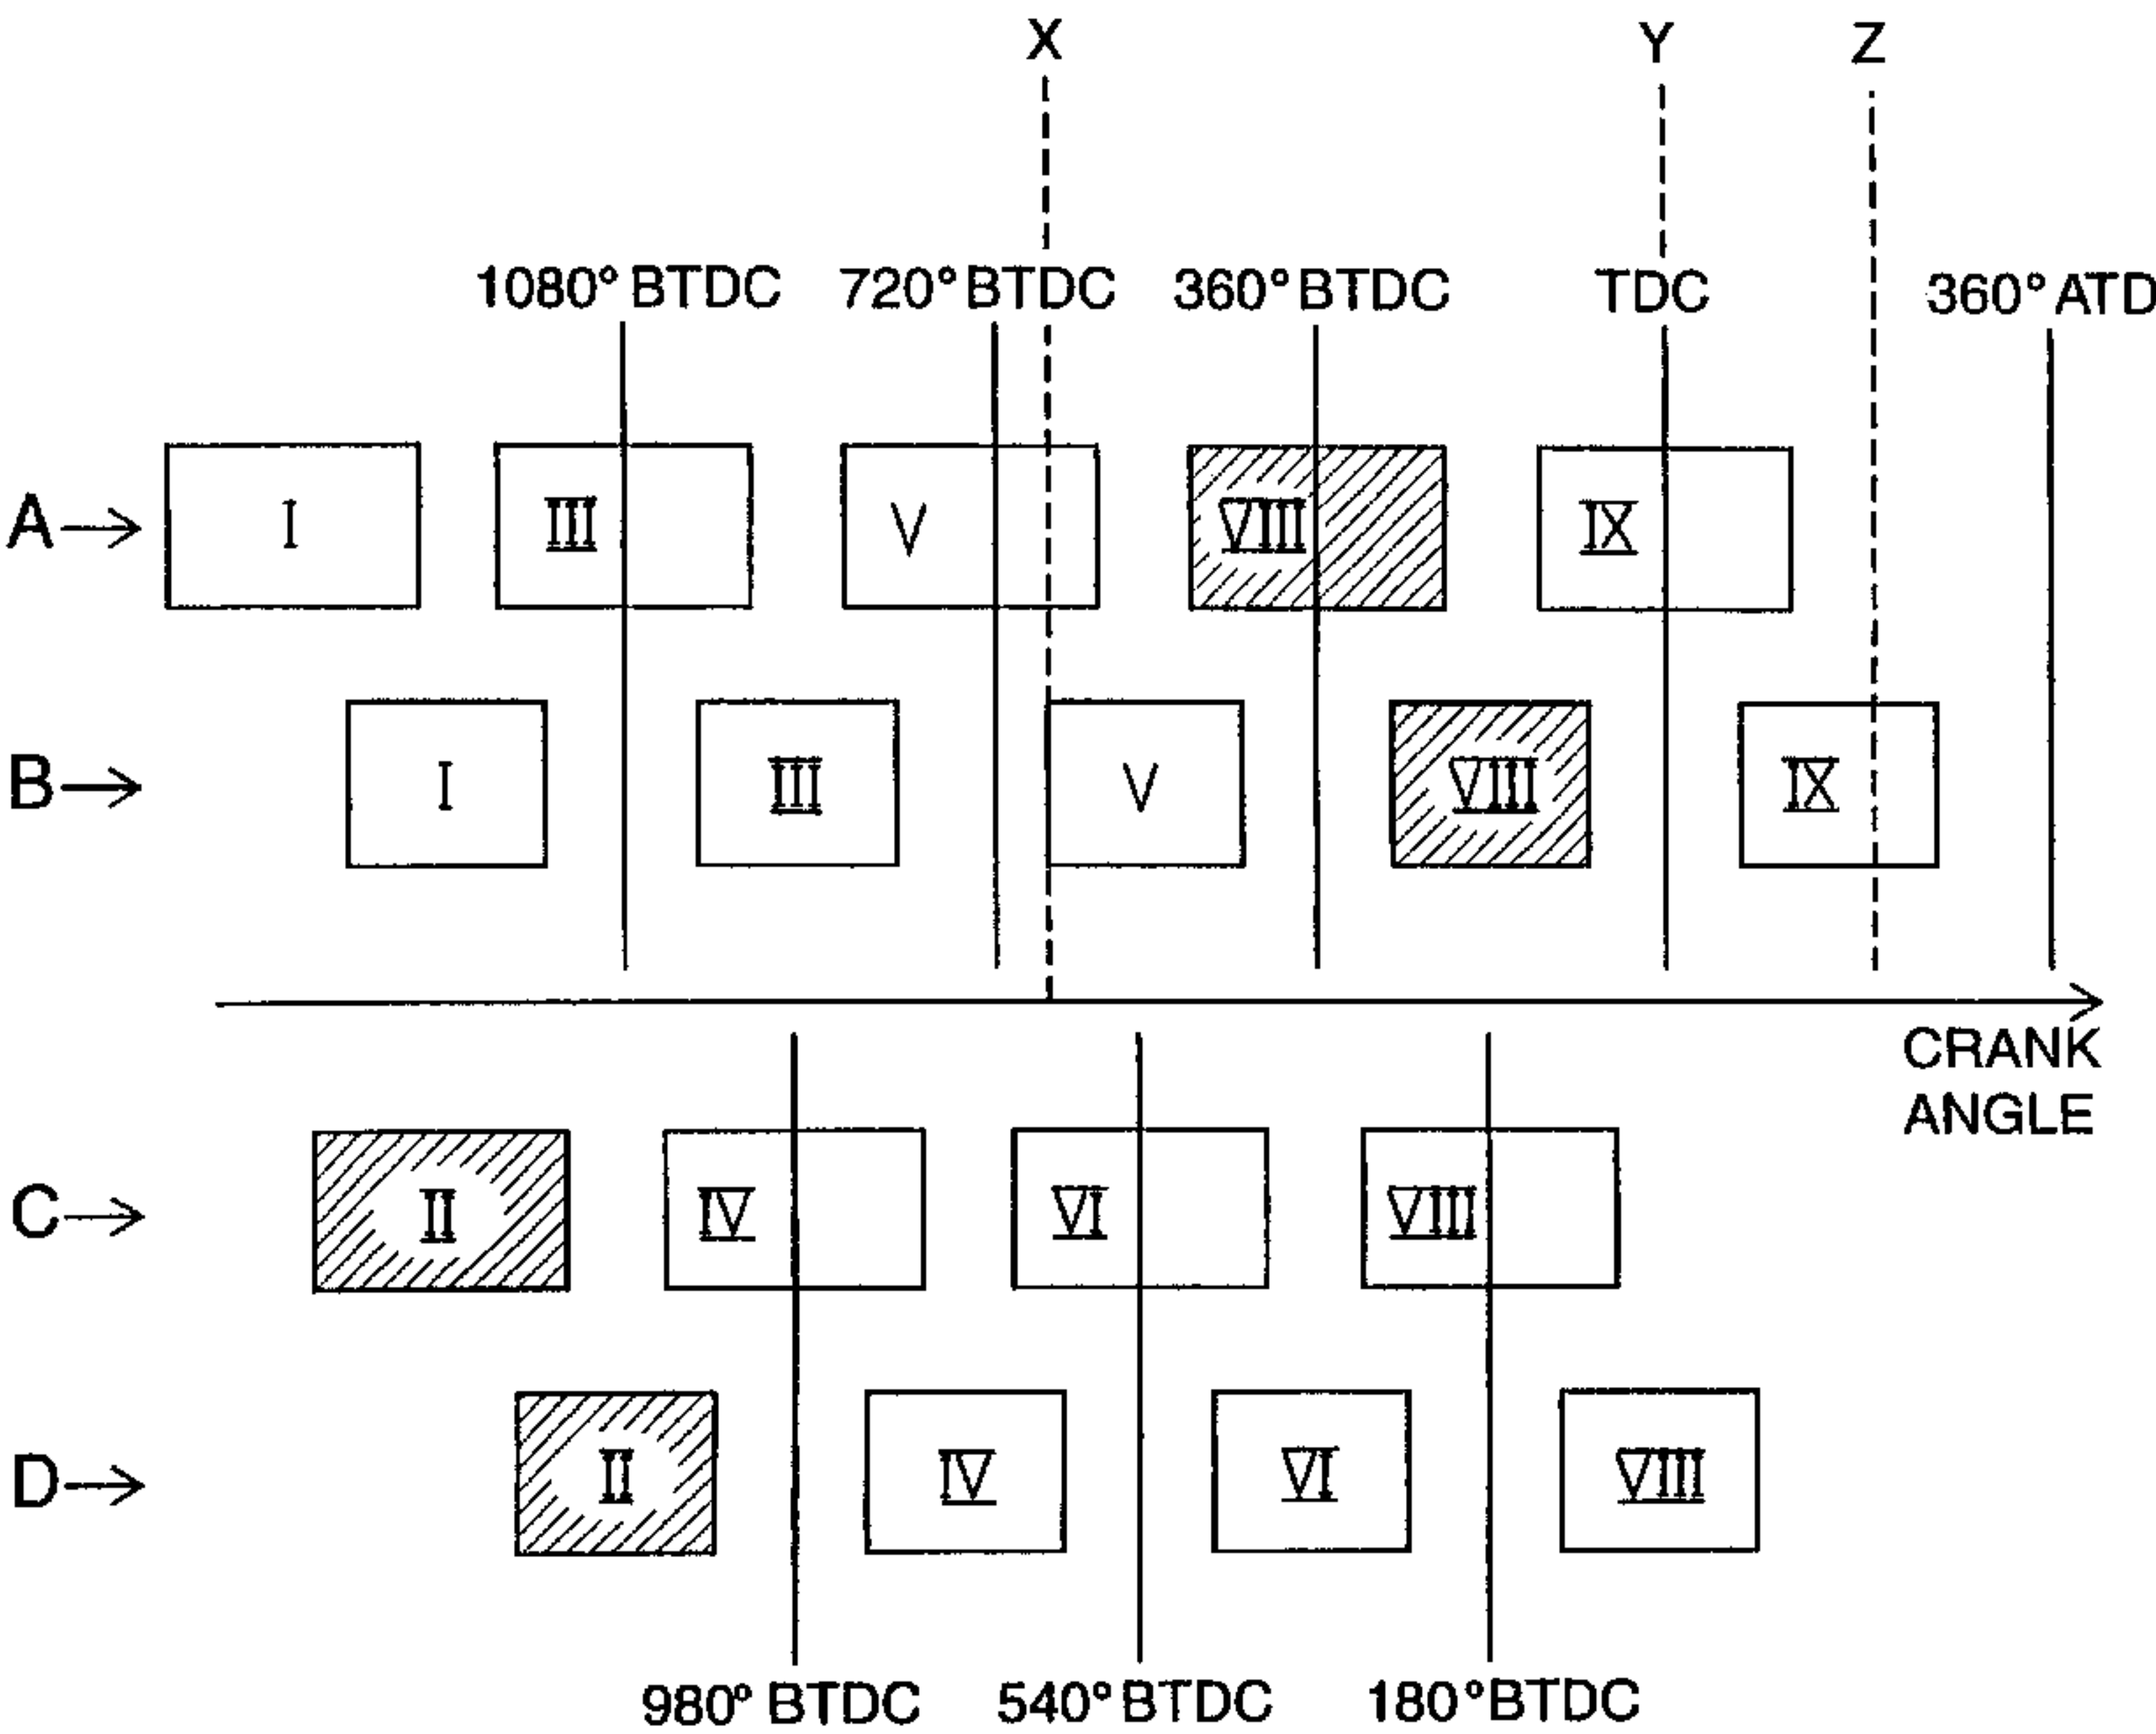 X Y Z
1080° BTDC 720° BTDC 360° BTDC TDC 360° ATD
A I III V VIII IX
B I III V VIII IX
CRANK
ANGLE
C II IV VI VIII
D II IV VI VIII
980° BTDC 540° BTDC 180° BTDC